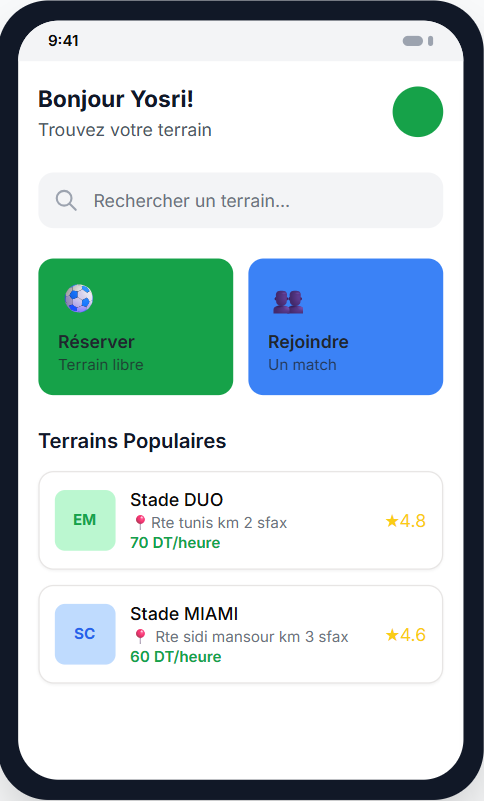 9:41
Bonjour Yosri!
Trouvez votre terrain
Rechercher un terrain...
Réserver
Terrain libre
Rejoindre
Un match
Terrains Populaires
EM
Stade DUO
📍Rte tunis km 2 sfax
70 DT/heure
★4.8
SC
Stade MIAMI
📍 Rte sidi mansour km 3 sfax
60 DT/heure
★4.6